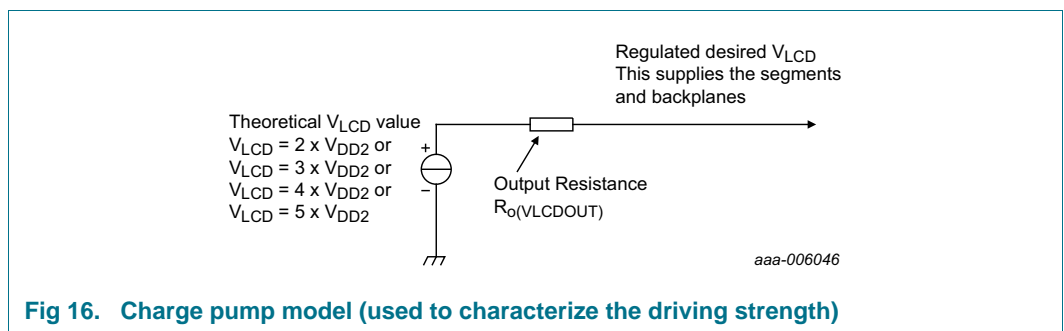 Regulated desired VLCD
This supplies the segments
and backplanes
Theoretical VLCD value
VLCD = 2 x VDD2 or
VLCD = 3 x VDD2 or
VLCD = 4 x VDD2 or
VLCD = 5 x VDD2
+
−
Output Resistance
Ro(VLCDOUT)
aaa-006046
Fig 16. Charge pump model (used to characterize the driving strength)